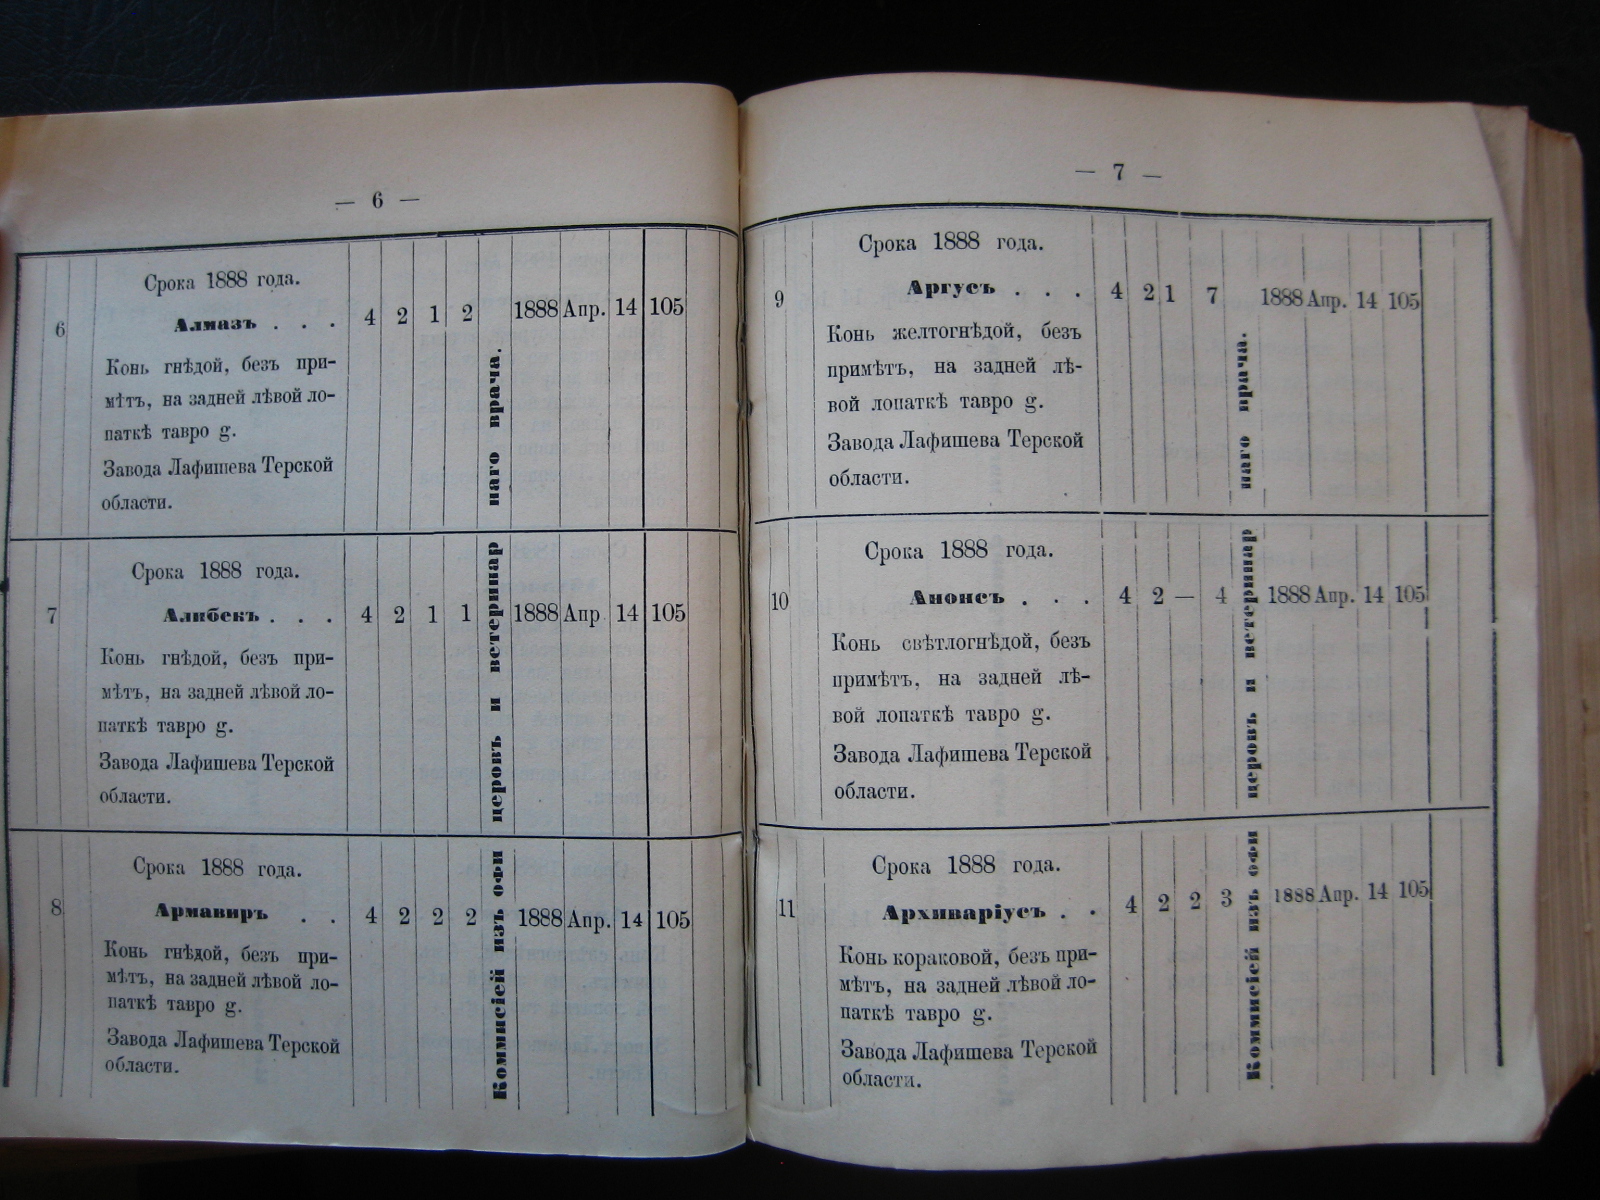 — 6 —
Срока 1888 года.
6 Алмазъ . . . 4 2 1 2 1888 Апр. 14 105
Конь гнѣдой, безъ при-
мѣтъ, на задней лѣвой ло-
паткѣ тавро g.
Завода Лафишева Терской
области.
Срока 1888 года.
7 Алибекъ . . . 4 2 1 1 1888 Апр 14 105
Конь гнѣдой, безъ при-
мѣтъ, на задней лѣвой ло-
паткѣ тавро g.
Завода Лафишева Терской
области.
Срока 1888 года.
8 Армавиръ . . 4 2 2 2 1888 Апр. 14 105
Конь гнѣдой, безъ при-
мѣтъ, на задней лѣвой ло-
паткѣ тавро g.
Завода Лафишева Терской
области.
Коммисіей изъ офи церовъ и ветеринар наго врача.
— 7 —
Срока 1888 года.
9 Аргусъ . . . 4 2 1 7 1888 Апр. 14 105
Конь желтогнѣдой, безъ
примѣтъ, на задней лѣ-
вой лопаткѣ тавро g.
Завода Лафишева Терской
области.
Срока 1888 года.
10 Анонсъ . . . 4 2 — 4 1888 Апр. 14 105
Конь свѣтлогнѣдой, безъ
примѣтъ, на задней лѣ-
вой лопаткѣ тавро g.
Завода Лафишева Терской
области.
Срока 1888 года.
11 Архиваріусъ . . 4 2 2 3 1888 Апр. 14 105
Конь кораковой, безъ при-
мѣтъ, на задней лѣвой ло-
паткѣ тавро g.
Завода Лафишева Терской
области.
Коммисіей изъ офи церовъ и ветеринар наго врача.